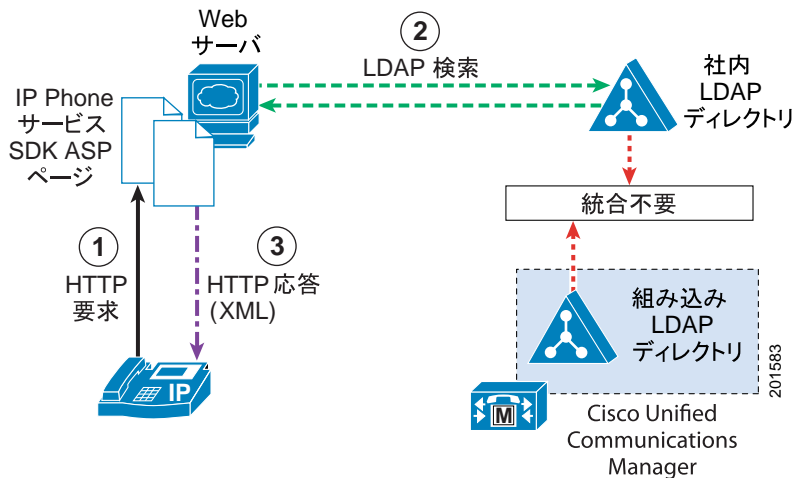 Web
サーバ
2
LDAP 検索
社内
LDAP
ディレクトリ
IP Phone
サービス
SDK ASP
ページ
統合不要
1
HTTP
要求
3
HTTP 応答
(XML)
組み込み
LDAP
ディレクトリ
IP
M
Cisco Unified
Communications
Manager
201583